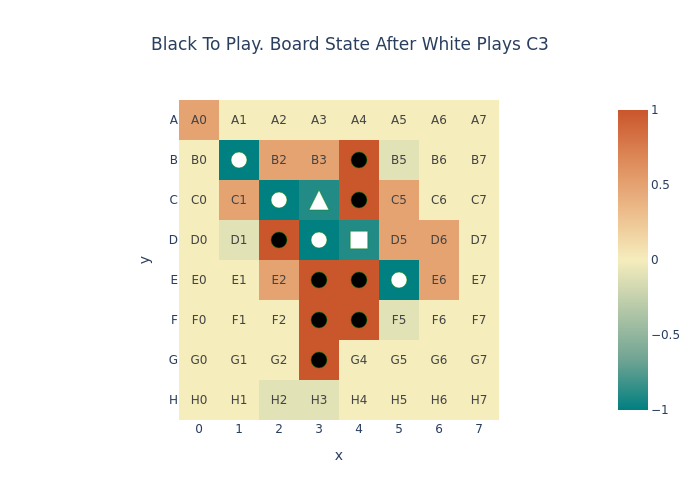 Black To Play. Board State After White Plays C3
A A0 A1 A2 A3 A4 A5 A6 A7
B B0 B2 B3 B5 B6 B7
C C0 C1 C5 C6 C7
D D0 D1 D5 D6 D7
E E0 E1 E2 E6 E7
F F0 F1 F2 F5 F6 F7
G G0 G1 G2 G4 G5 G6 G7
H H0 H1 H2 H3 H4 H5 H6 H7
0 1 2 3 4 5 6 7
x
y
1
0.5
0
−0.5
−1